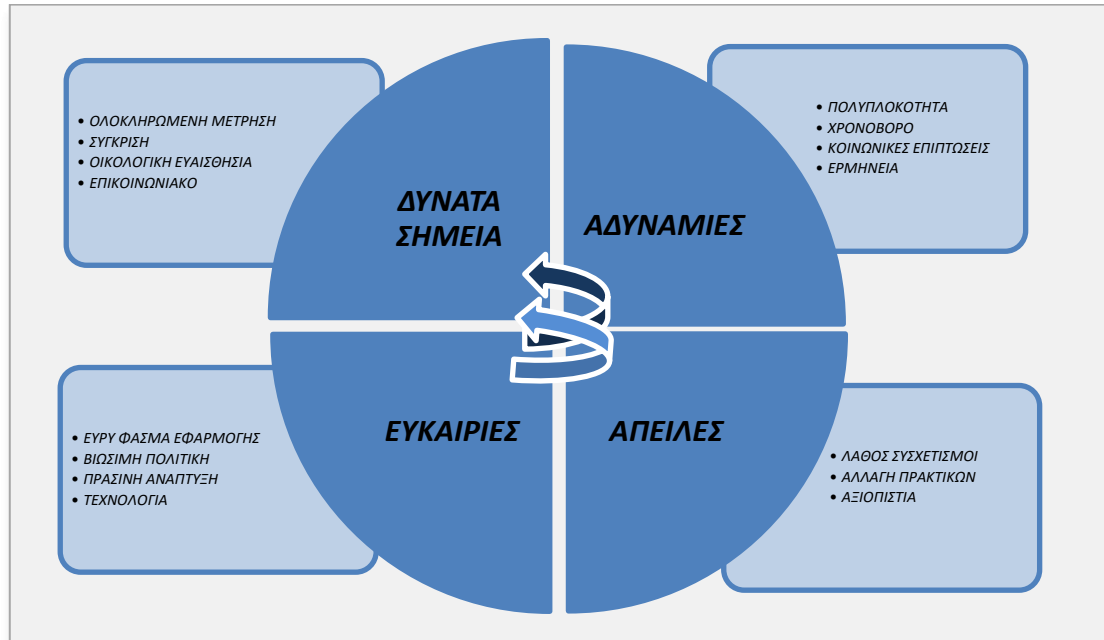 • ΟΛΟΚΛΗΡΩΜΕΝΗ ΜΕΤΡΗΣΗ
• ΣΥΓΚΡΙΣΗ
• ΟΙΚΟΛΟΓΙΚΗ ΕΥΑΙΣΘΗΣΙΑ
• ΕΠΙΚΟΙΝΩΝΙΑΚΟ
ΔΥΝΑΤΑ
ΣΗΜΕΙΑ
ΑΔΥΝΑΜΙΕΣ
• ΠΟΛΥΠΛΟΚΟΤΗΤΑ
• ΧΡΟΝΟΒΟΡΟ
• ΚΟΙΝΩΝΙΚΕΣ ΕΠΙΠΤΩΣΕΙΣ
• ΕΡΜΗΝΕΙΑ
• ΕΥΡΥ ΦΑΣΜΑ ΕΦΑΡΜΟΓΗΣ
• ΒΙΩΣΙΜΗ ΠΟΛΙΤΙΚΗ
• ΠΡΑΣΙΝΗ ΑΝΑΠΤΥΞΗ
• ΤΕΧΝΟΛΟΓΙΑ
ΕΥΚΑΙΡΙΕΣ
ΑΠΕΙΛΕΣ
• ΛΑΘΟΣ ΣΥΣΧΕΤΙΣΜΟΙ
• ΑΛΛΑΓΗ ΠΡΑΚΤΙΚΩΝ
• ΑΞΙΟΠΙΣΤΙΑ